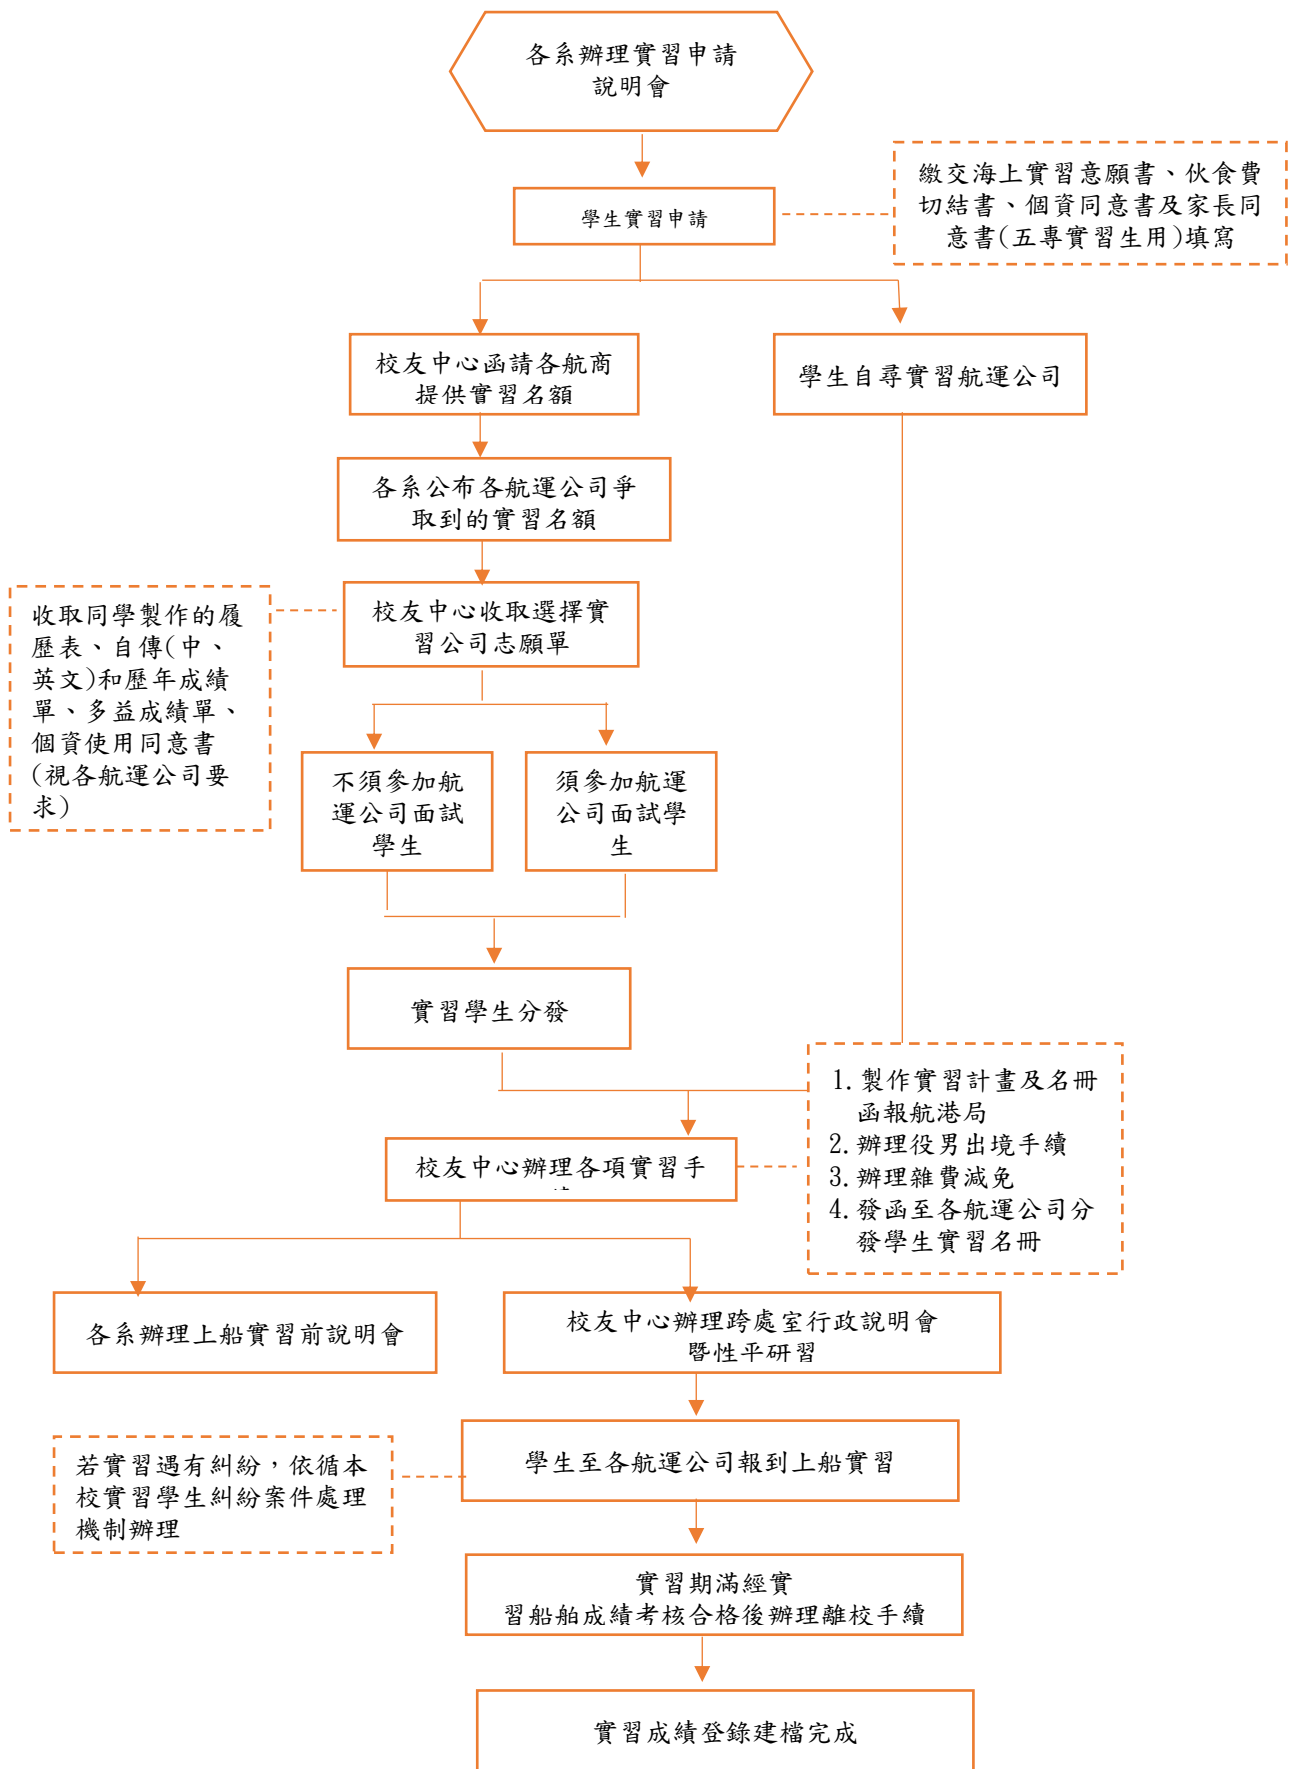 各系辦理實習申請
說明會
繳交海上實習意願書、伙食費
切結書、個資同意書及家長同
意書(五專實習生用)填寫
學生實習申請
校友中心函請各航商
提供實習名額
學生自尋實習航運公司
各系公布各航運公司爭
取到的實習名額
收取同學製作的履
歷表、自傳(中、
英文)和歷年成績
單、多益成績單、
個資使用同意書
(視各航運公司要
求)
校友中心收取選擇實
習公司志願單
不須參加航
運公司面試
學生
須參加航運
公司面試學
生
實習學生分發
1.製作實習計畫及名冊
函報航港局
2.辦理役男出境手續
3.辦理雜費減免
4.發函至各航運公司分
發學生實習名冊
校友中心辦理各項實習手
各系辦理上船實習前說明會
校友中心辦理跨處室行政說明會
暨性平研習
若實習遇有糾紛，依循本
校實習學生糾紛案件處理
機制辦理
學生至各航運公司報到上船實習
實習期滿經實
習船舶成績考核合格後辦理離校手續
實習成績登錄建檔完成